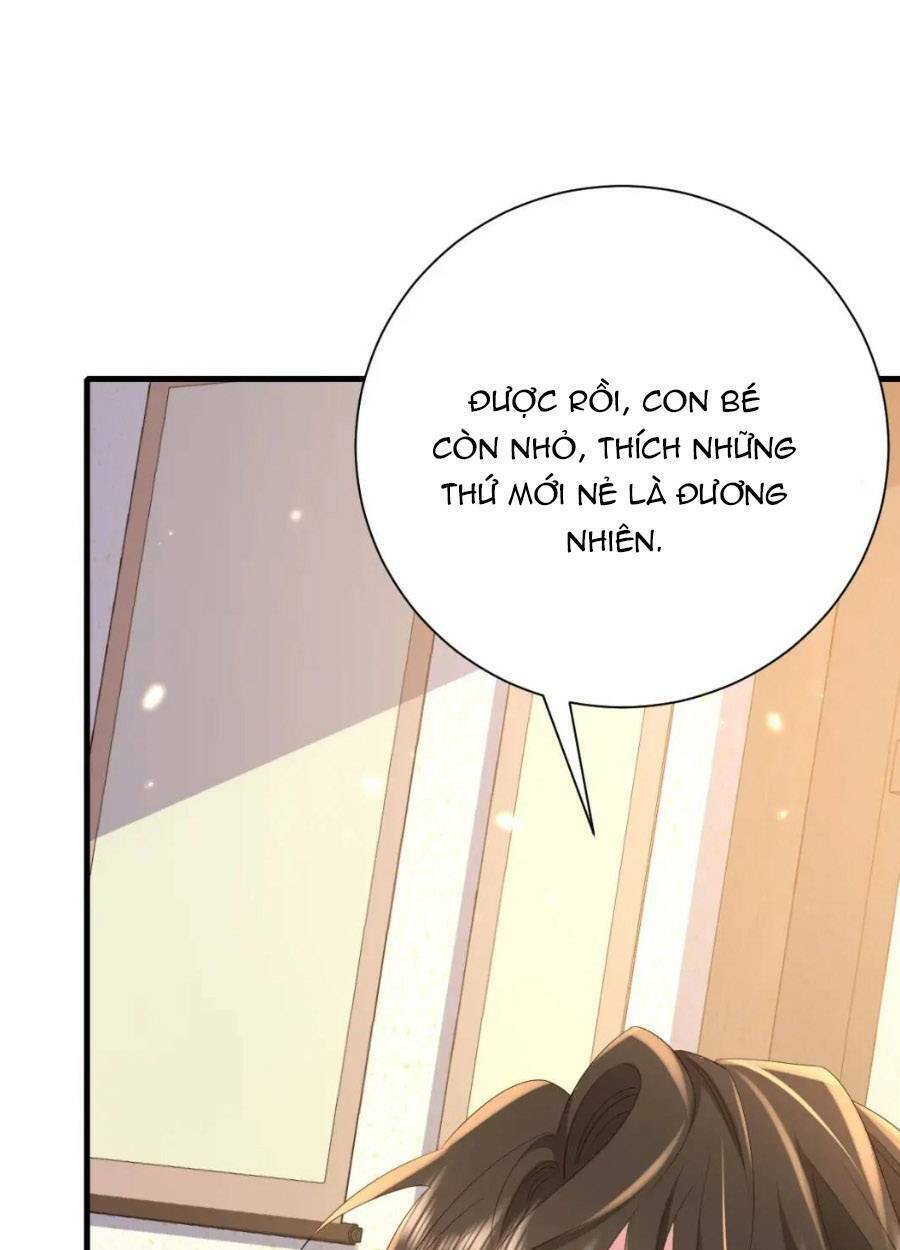 ĐƯỢC RỒI, CON BÉ
CÒN NHỎ, THÍCH NHỮNG
THỨ MỚI NẺ LÀ ĐƯƠNG
NHIÊN.